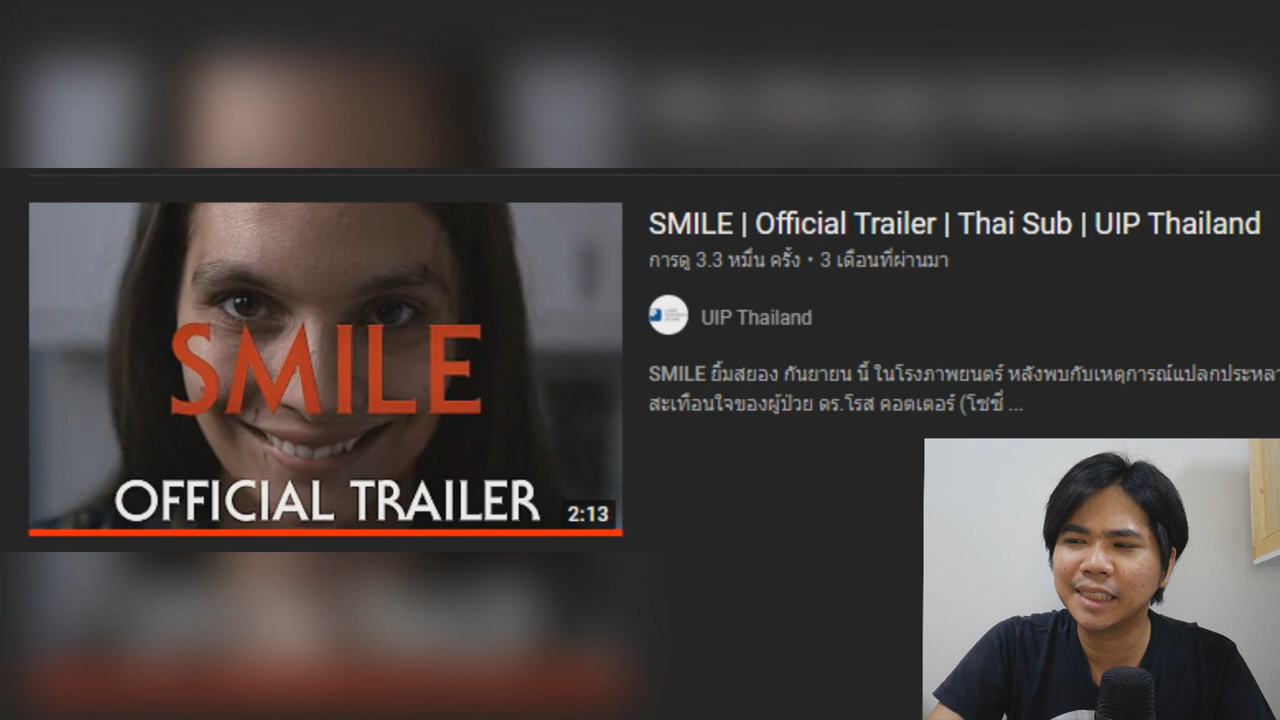 SMILE
OFFICIAL TRAILER
2:13
SMILE | Official Trailer | Thai Sub | UIP Thailand
การดู 3.3 หมื่น ครั้ง • 3 เดือนที่ผ่านมา
UIP Thailand
SMILE ยิ้มสยอง กันยายน นี้ ในโรงภาพยนตร์ หลังพบกับเหตุการณ์แปลกประหลา
สะเทือนใจของผู้ป่วย ดร.โรส คอตเตอร์ (โซซี่ ...